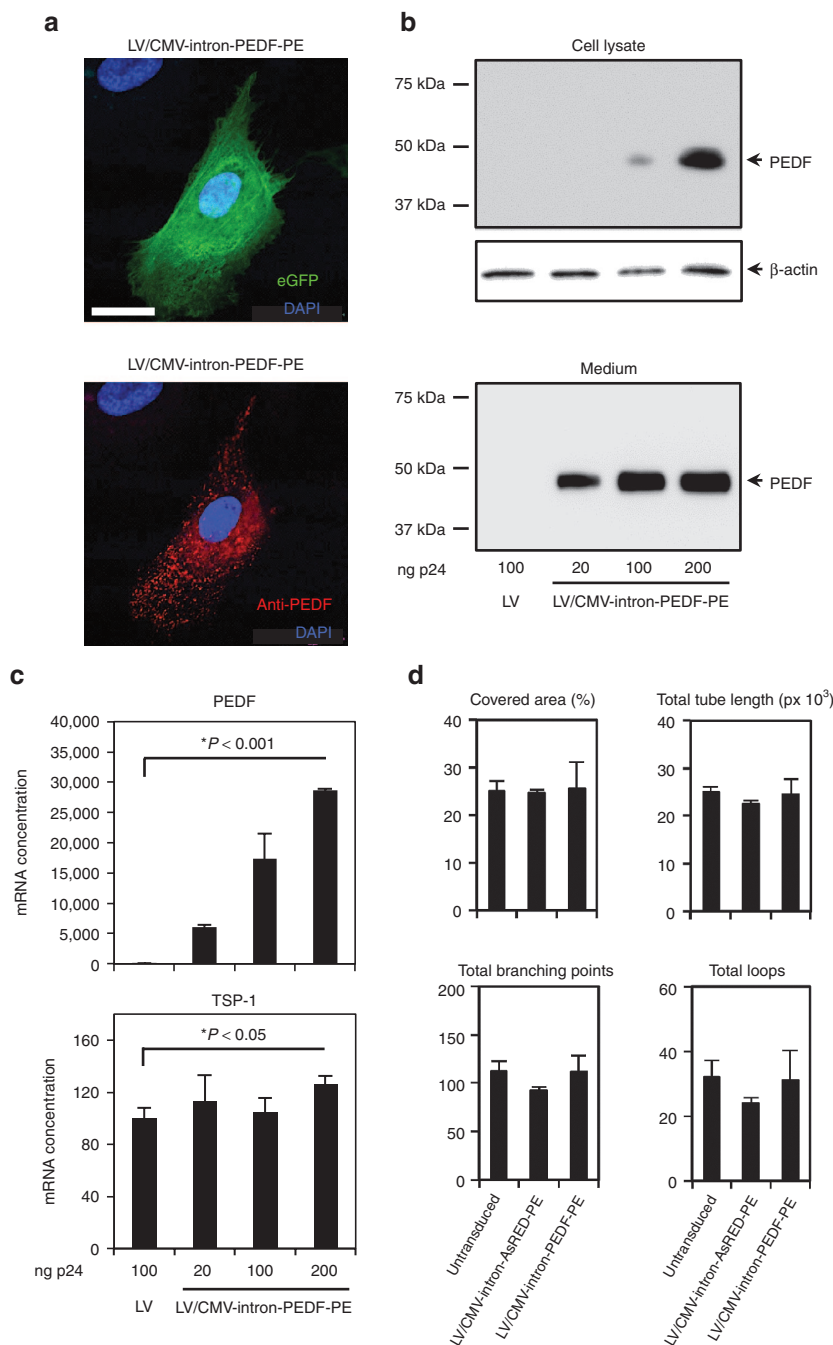 a
LV/CMV-intron-PEDF-PE
eGFP
DAPI
LV/CMV-intron-PEDF-PE
Anti-PEDF
DAPI
b
Cell lysate
75 kDa
50 kDa
37 kDa
PEDF
β-actin
Medium
75 kDa
50 kDa
37 kDa
PEDF
ng p24 100 20 100 200
LV LV/CMV-intron-PEDF-PE
c
PEDF
mRNA concentration
40,000
35,000
30,000
25,000
20,000
15,000
10,000
5,000
0
*P < 0.001
TSP-1
mRNA concentration
160
120
80
40
0
*P < 0.05
ng p24 100 20 100 200
LV LV/CMV-intron-PEDF-PE
d
Covered area (%)
40
30
20
10
0
Total tube length (px 10³)
40
30
20
10
0
Total branching points
200
150
100
50
0
Total loops
60
40
20
0
Untransduced
LV/CMV-intron-AsRED-PE
LV/CMV-intron-PEDF-PE
Untransduced
LV/CMV-intron-AsRED-PE
LV/CMV-intron-PEDF-PE